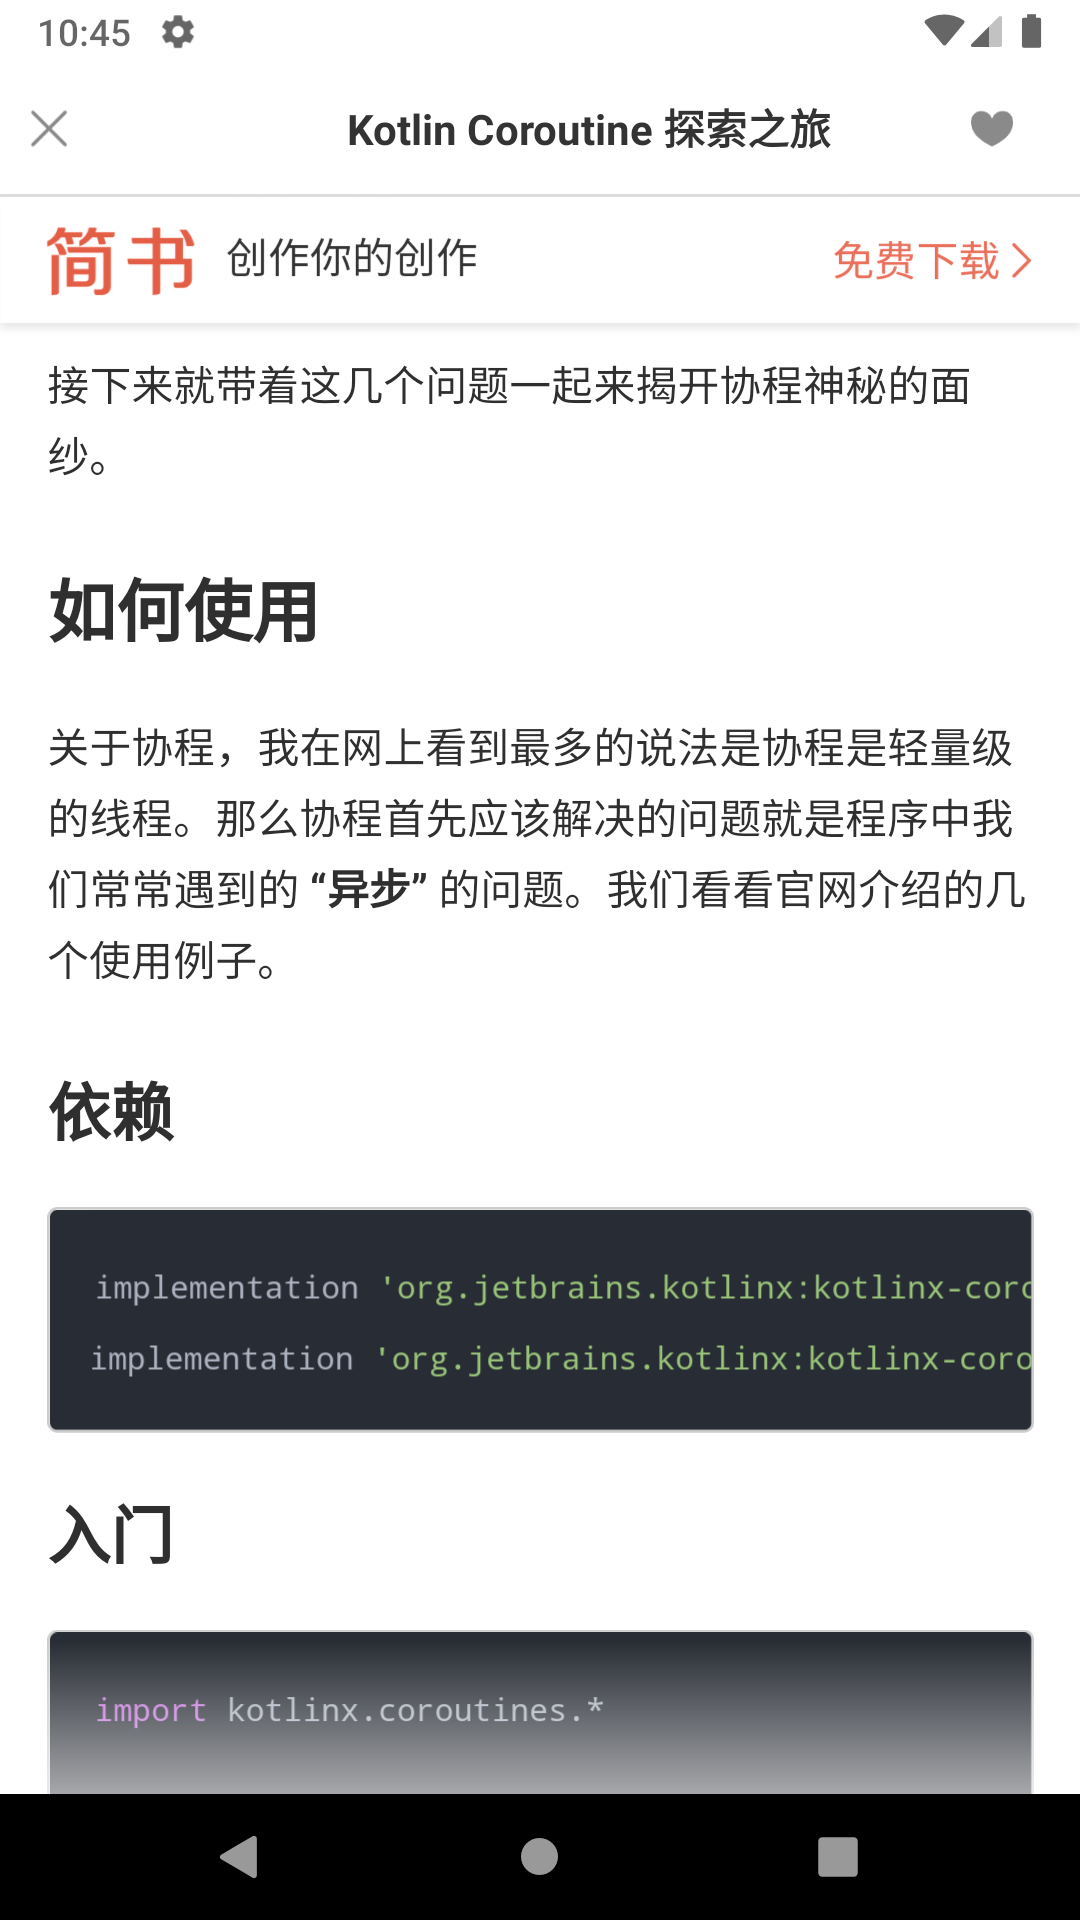 10:45
Kotlin Coroutine 探索之旅
简书 创作你的创作 免费下载
接下来就带着这几个问题一起来揭开协程神秘的面
纱。
如何使用
关于协程，我在网上看到最多的说法是协程是轻量级
的线程。那么协程首先应该解决的问题就是程序中我
们常常遇到的 “异步” 的问题。我们看看官网介绍的几
个使用例子。
依赖
implementation 'org.jetbrains.kotlinx:kotlinx-coro
implementation 'org.jetbrains.kotlinx:kotlinx-coro
入门
import kotlinx.coroutines.*